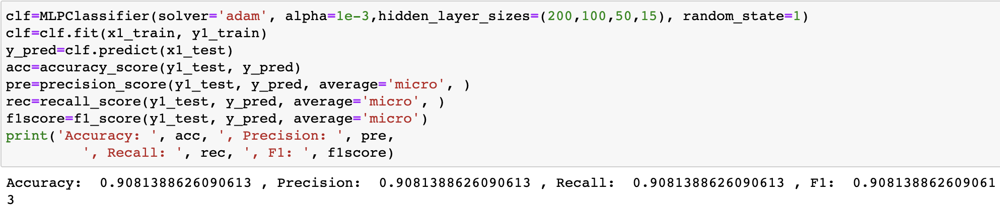 clf=MLPClassifier(solver='adam', alpha=1e-3,hidden_layer_sizes=(200,100,50,15), random_state=1)
clf=clf.fit(x1_train, y1_train)
y_pred=clf.predict(x1_test)
acc=accuracy_score(y1_test, y_pred)
pre=precision_score(y1_test, y_pred, average='micro', )
rec=recall_score(y1_test, y_pred, average='micro', )
f1score=f1_score(y1_test, y_pred, average='micro')
print('Accuracy: ', acc, ', Precision: ', pre,
         ', Recall: ', rec, ', F1: ', f1score)
Accuracy:  0.9081388626090613 , Precision:  0.9081388626090613 , Recall:  0.9081388626090613 , F1:  0.908138862609061
3